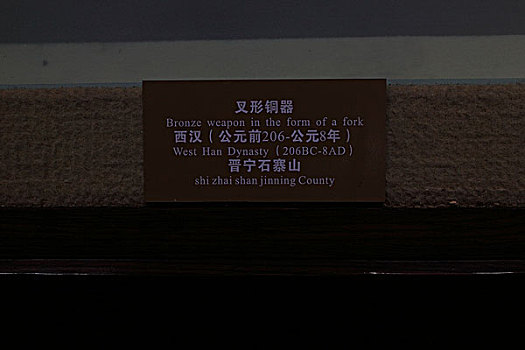 叉形铜器
Bronze weapon in the form of a fork
西汉（公元前206-公元8年）
West Han Dynasty（206BC-8AD）
晋宁石寨山
shi zhai shan jinning County